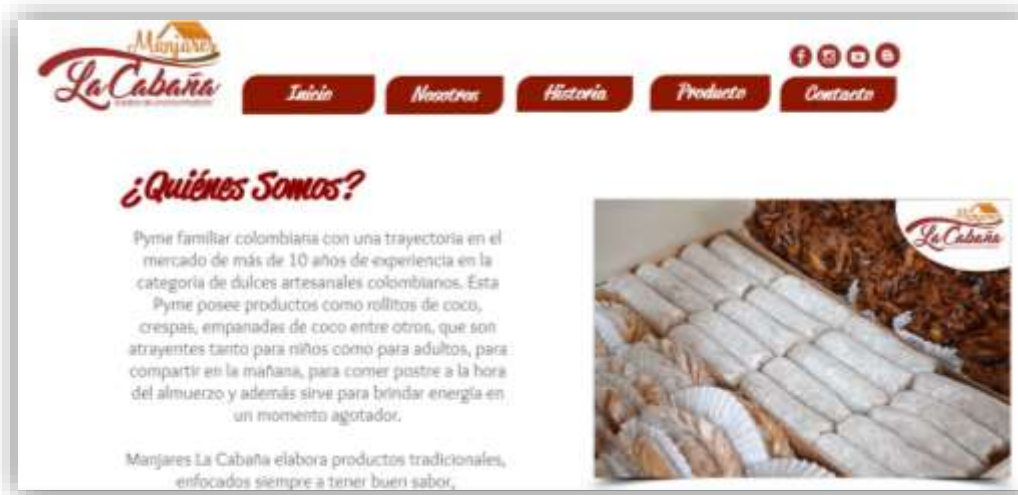 Manjares
La Cabaña
Inicio
Nosotros
Historia
Producto
Contacto
¿Quiénes Somos?
Pyme familiar colombiana con una trayectoria en el
mercado de más de 10 años de experiencia en la
categoría de dulces artesanales colombianos. Esta
Pyme posee productos como rollitos de coco,
crespas, empanadas de coco entre otros, que son
atrayentes tanto para niños como para adultos, para
compartir en la mañana, para comer postre a la hora
del almuerzo y además sirve para brindar energía en
un momento agotador.
Manjares La Cabaña elabora productos tradicionales,
enfocados siempre a tener buen sabor,
Manjares
La Cabaña